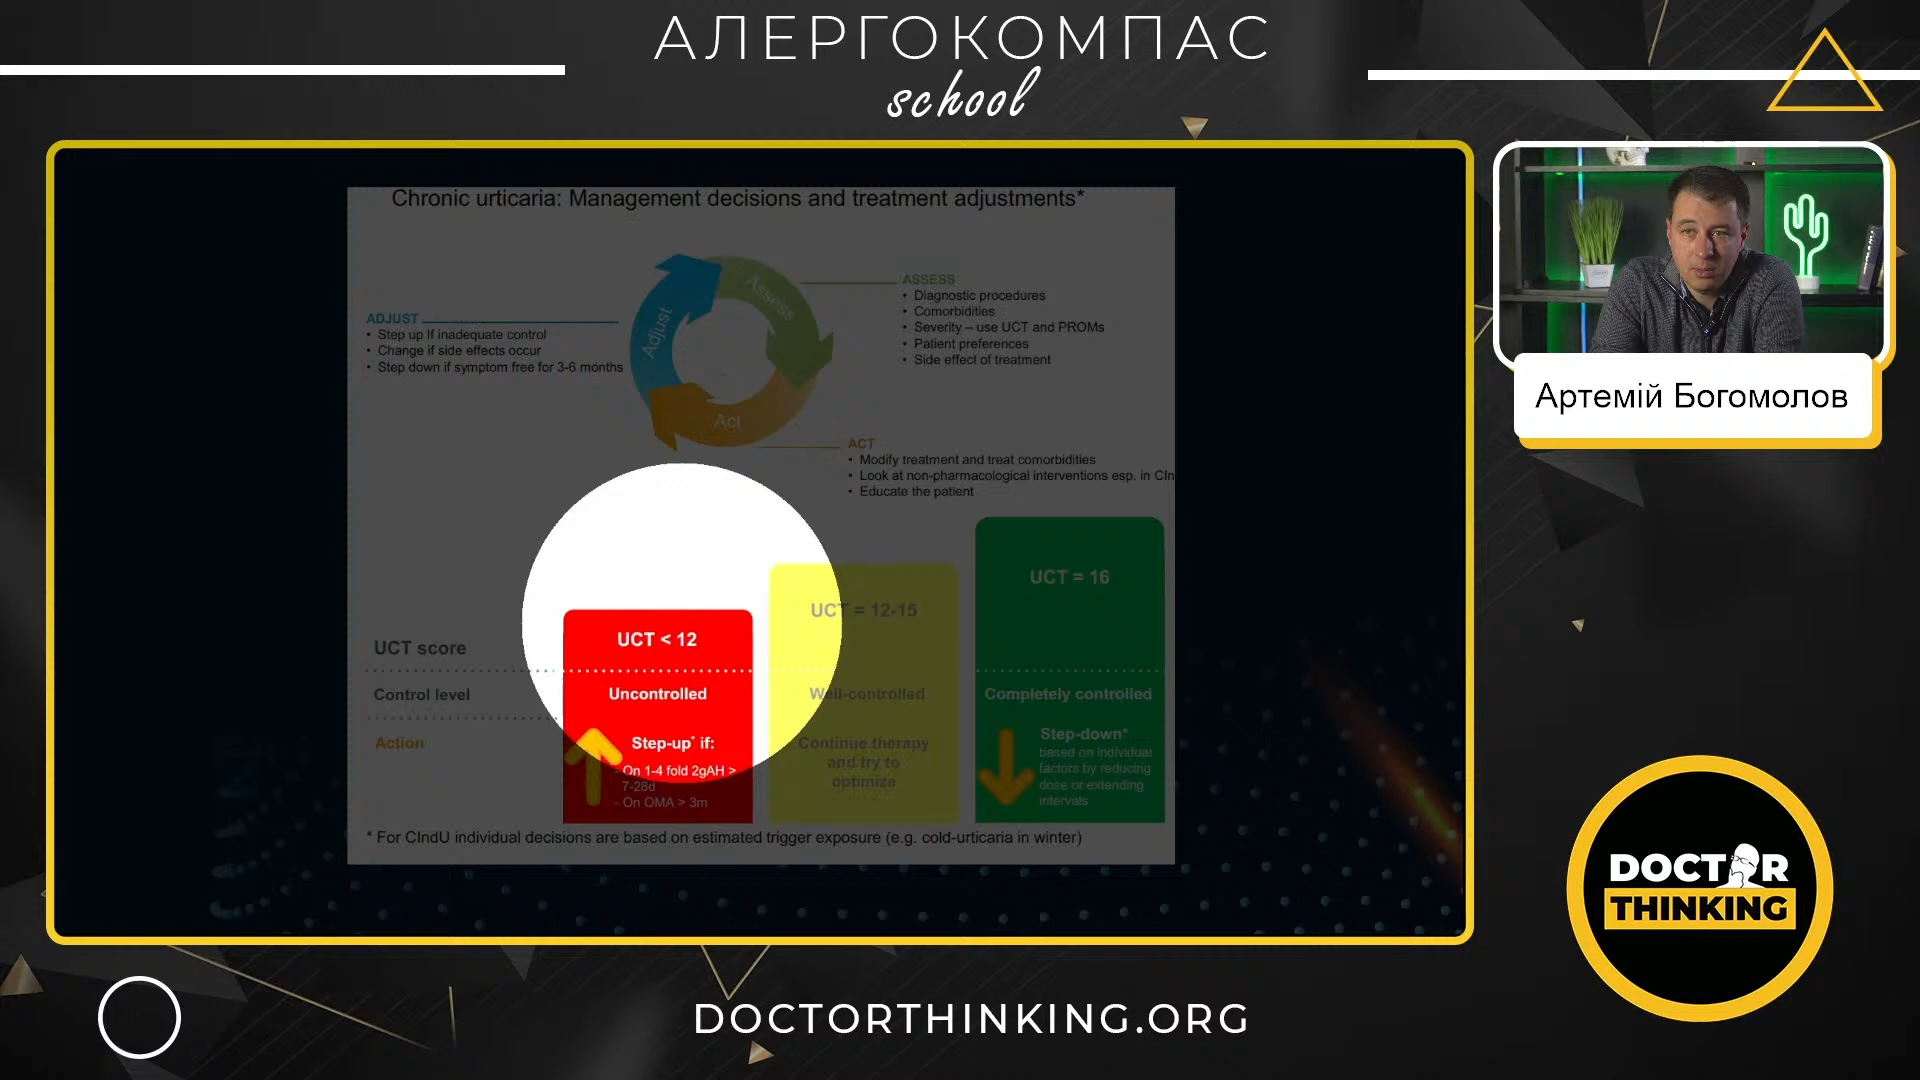 АЛЕРГОКОМПАС
school
Chronic urticaria: Management decisions and treatment adjustments*
Assess
Adjust
Act
ASSESS
• Diagnostic procedures
• Comorbidities
• Severity – use UCT and PROMs
• Patient preferences
• Side effect of treatment
ADJUST
• Step up If inadequate control
• Change if side effects occur
• Step down if symptom free for 3-6 months
ACT
• Modify treatment and treat comorbidities
• Look at non-pharmacological interventions esp. in CIn
• Educate the patient
UCT score
UCT < 12
UCT = 12-15
UCT = 16
Control level
Uncontrolled
Well-controlled
Completely controlled
Action
Step-up* if:
- On 1-4 fold 2gAH >
7-28d
- On OMA > 3m
Continue therapy
and try to
optimize
Step-down*
based on individual
factors by reducing
dose or extending
intervals
* For CIndU individual decisions are based on estimated trigger exposure (e.g. cold-urticaria in winter)
Артемій Богомолов
DOCTOR
THINKING
DOCTORTHINKING.ORG